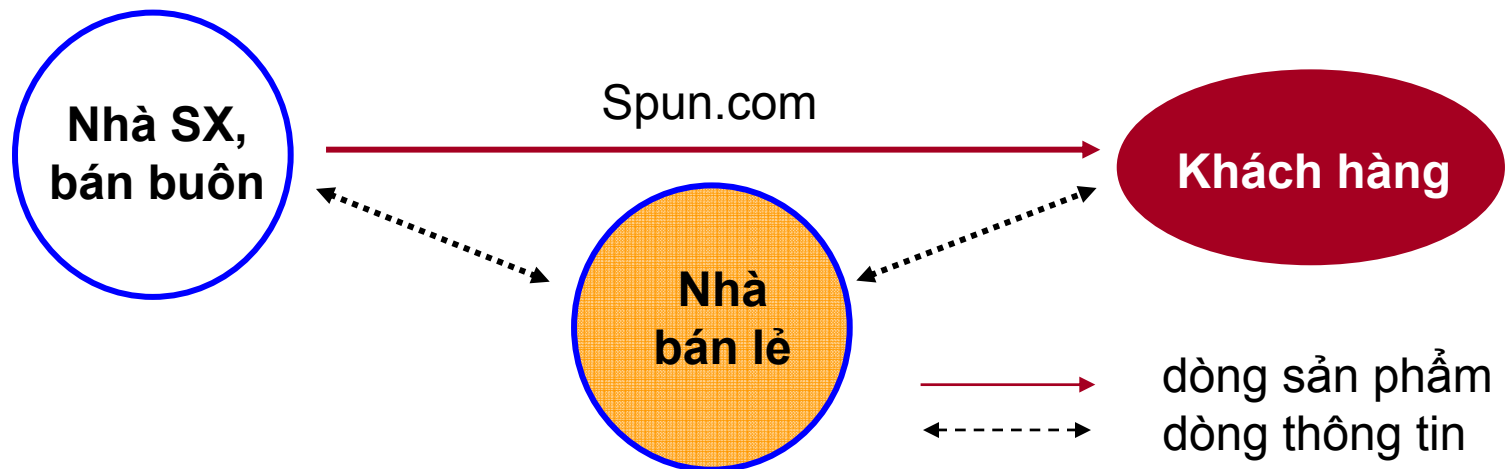 Nhà SX,
bán buôn
Spun.com
Khách hàng
Nhà
bán lẻ
dòng sản phẩm
dòng thông tin